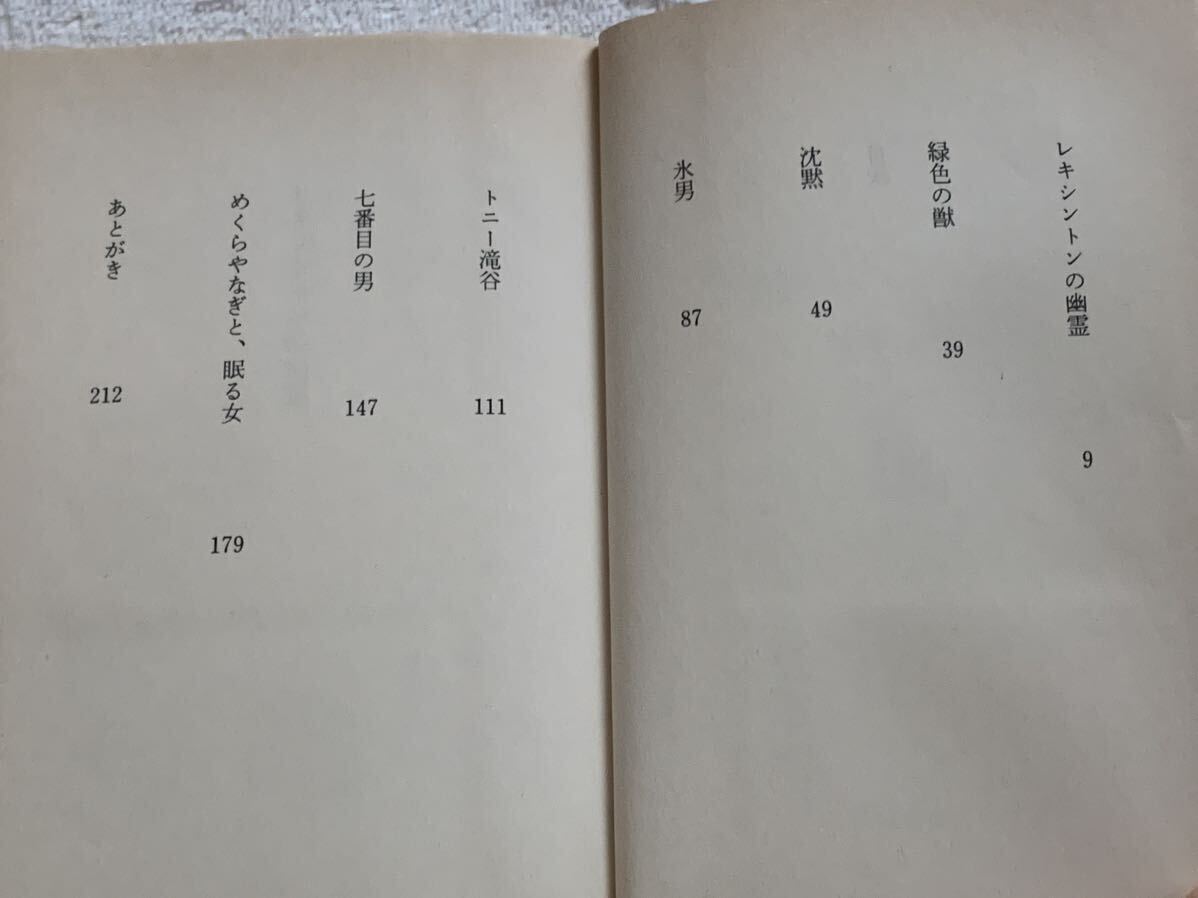 レキシントンの幽霊 9
緑色の獣 39
沈黙 49
氷男 87
トニー滝谷 111
七番目の男 147
めくらやなぎと、眠る女 179
あとがき 212